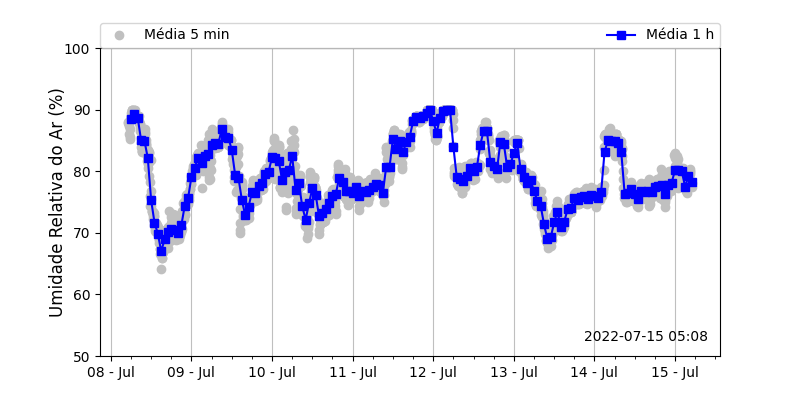 Média 5 min
Média 1 h
Umidade Relativa do Ar (%)
100
90
80
70
60
50
2022-07-15 05:08
08 - Jul
09 - Jul
10 - Jul
11 - Jul
12 - Jul
13 - Jul
14 - Jul
15 - Jul